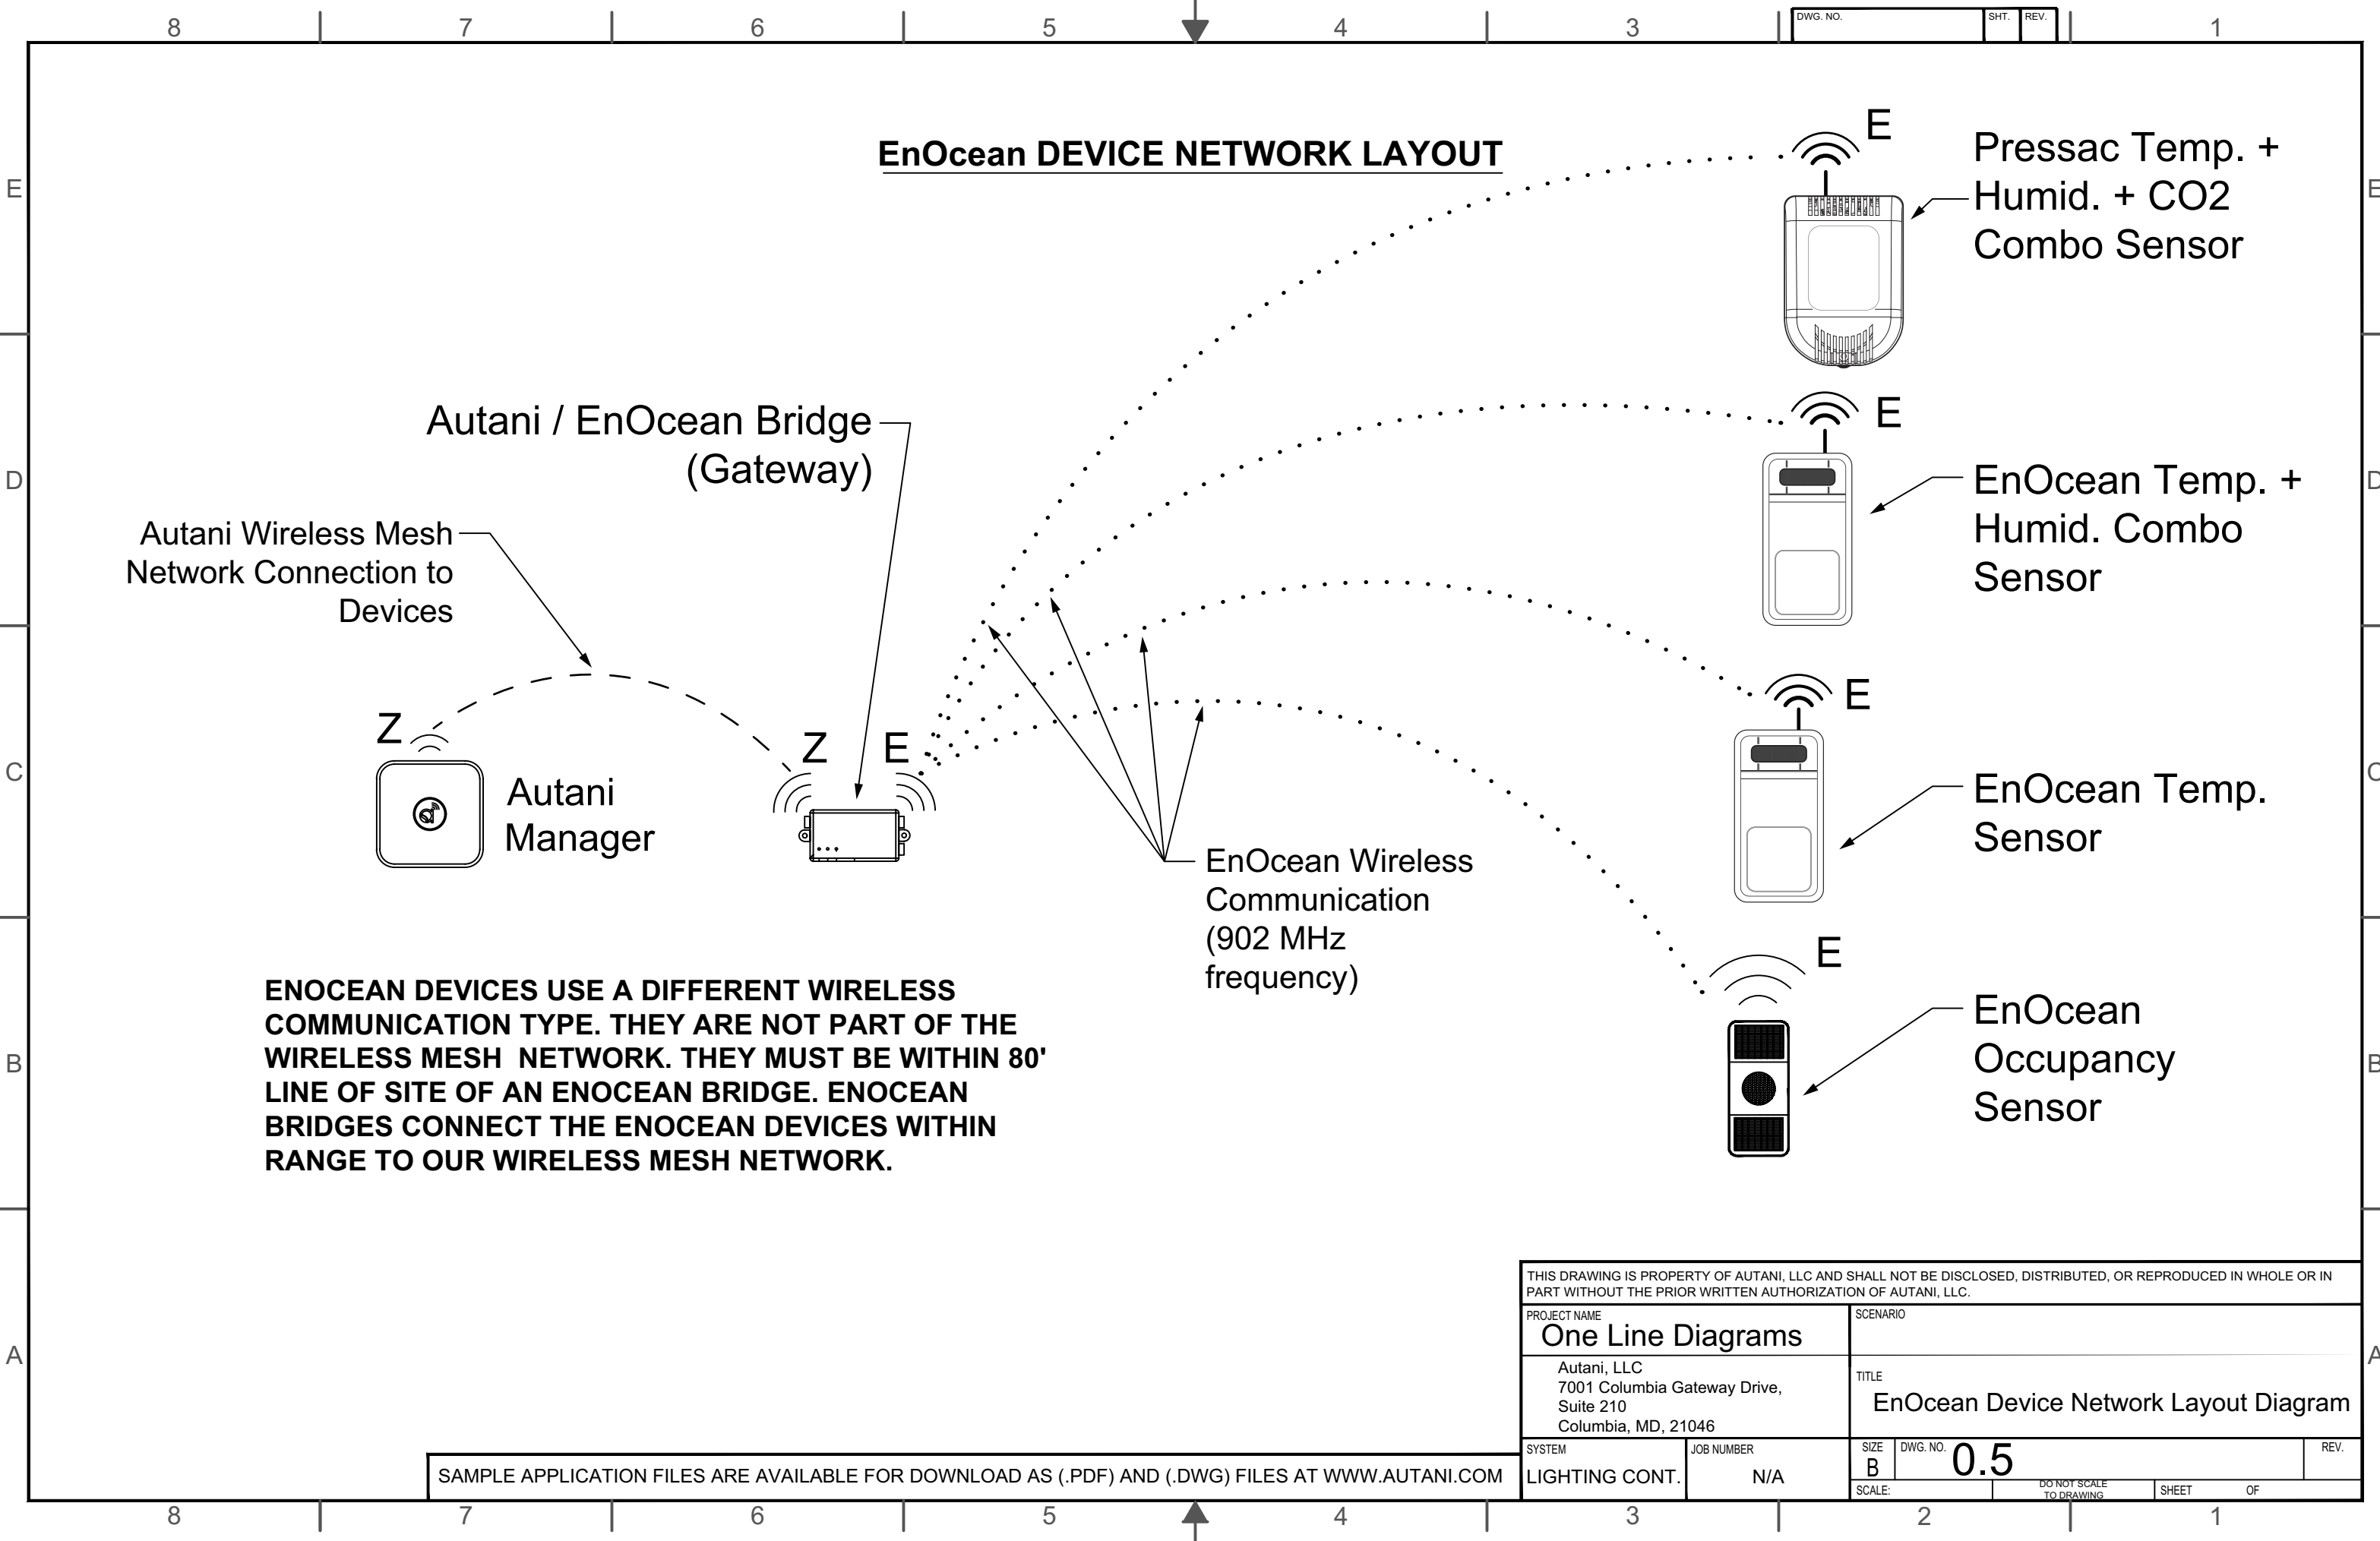 8 7 6 5 4 3 1
DWG. NO. SHT. REV.
EnOcean DEVICE NETWORK LAYOUT
E
Pressac Temp. +
Humid. + CO2
Combo Sensor
E E
Autani / EnOcean Bridge
(Gateway)
E
EnOcean Temp. +
Humid. Combo
Sensor
D D
Autani Wireless Mesh
Network Connection to
Devices
E
Z
Z E
Autani
Manager
EnOcean Temp.
Sensor
C C
EnOcean Wireless
Communication
(902 MHz
frequency)
E
EnOcean
Occupancy
Sensor
ENOCEAN DEVICES USE A DIFFERENT WIRELESS
COMMUNICATION TYPE. THEY ARE NOT PART OF THE
WIRELESS MESH NETWORK. THEY MUST BE WITHIN 80'
LINE OF SITE OF AN ENOCEAN BRIDGE. ENOCEAN
BRIDGES CONNECT THE ENOCEAN DEVICES WITHIN
RANGE TO OUR WIRELESS MESH NETWORK.
B B
THIS DRAWING IS PROPERTY OF AUTANI, LLC AND SHALL NOT BE DISCLOSED, DISTRIBUTED, OR REPRODUCED IN WHOLE OR IN
PART WITHOUT THE PRIOR WRITTEN AUTHORIZATION OF AUTANI, LLC.
PROJECT NAME
One Line Diagrams
SCENARIO
A A
Autani, LLC
7001 Columbia Gateway Drive,
Suite 210
Columbia, MD, 21046
TITLE
EnOcean Device Network Layout Diagram
SYSTEM
LIGHTING CONT.
JOB NUMBER
N/A
SIZE
B
DWG. NO. 0.5
REV.
SCALE:
DO NOT SCALE
TO DRAWING
SHEET OF
SAMPLE APPLICATION FILES ARE AVAILABLE FOR DOWNLOAD AS (.PDF) AND (.DWG) FILES AT WWW.AUTANI.COM
8 7 6 5 4 3 2 1